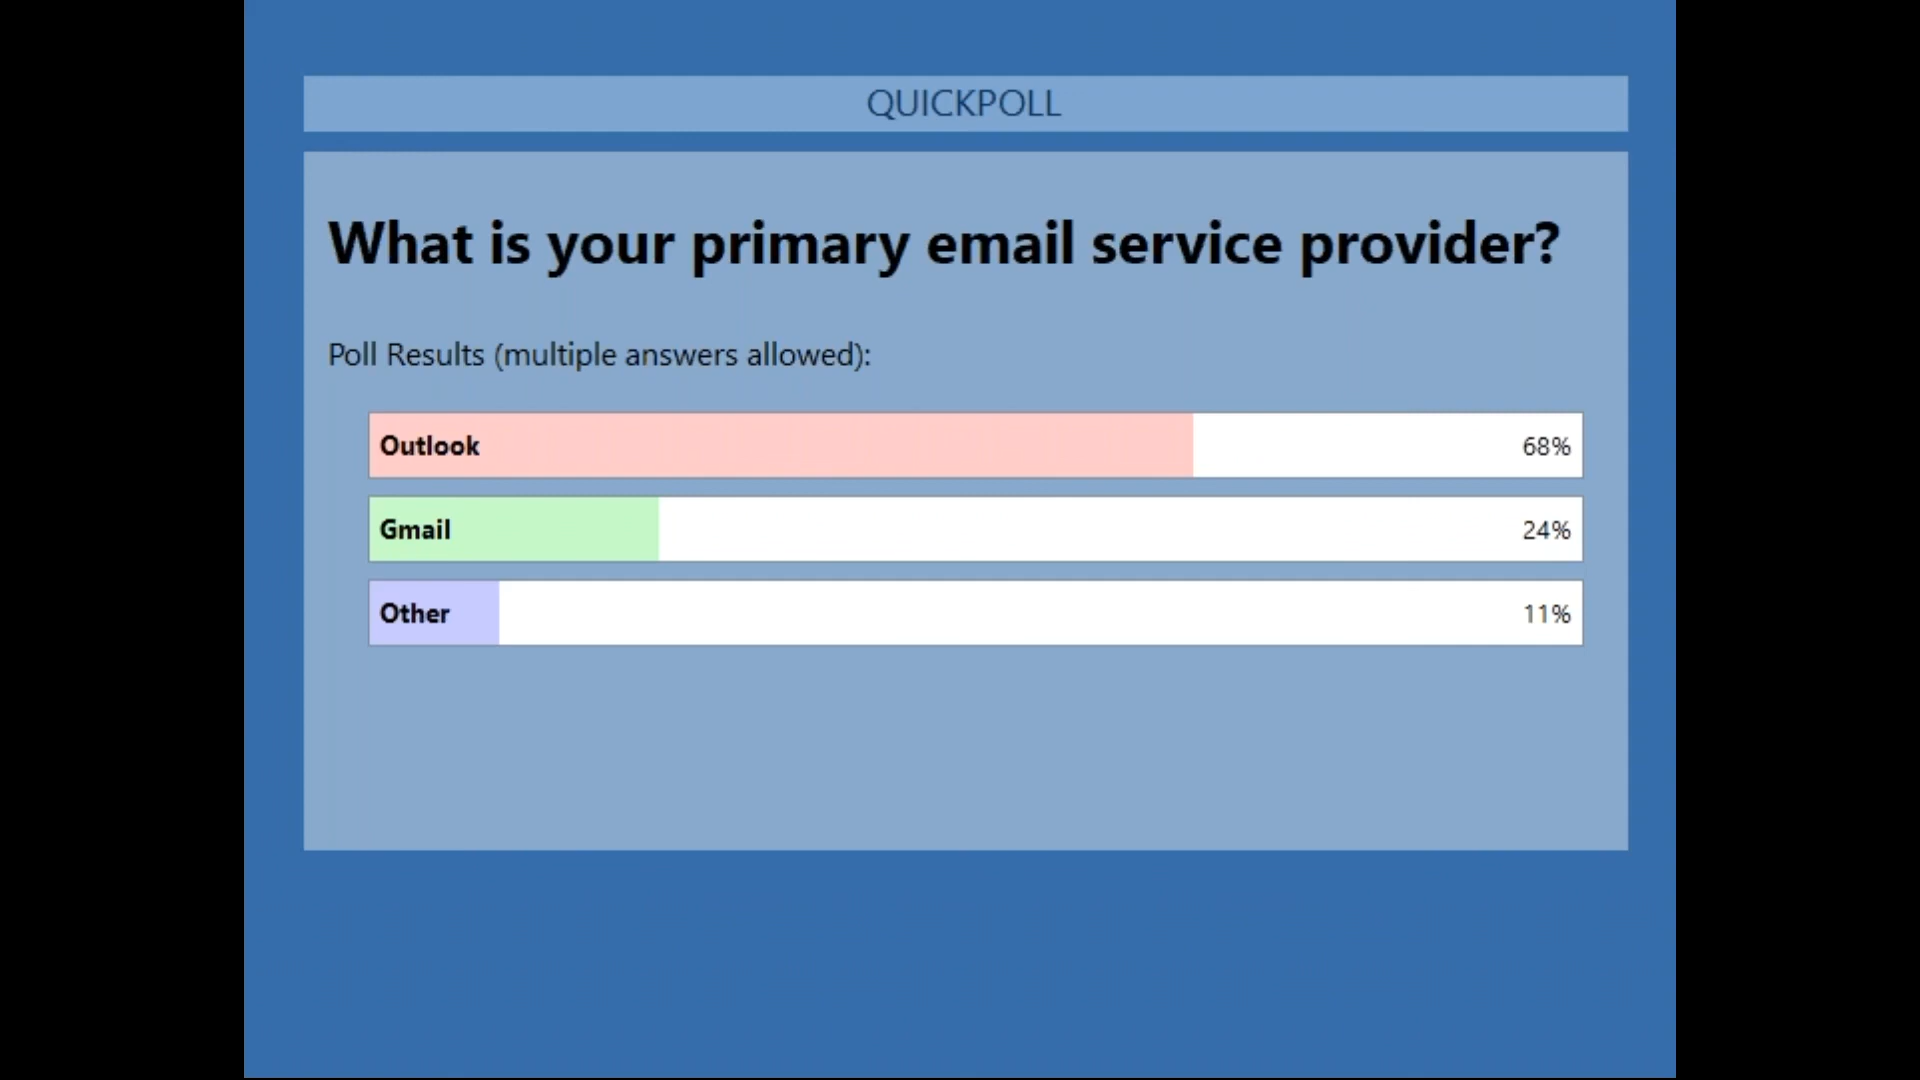 QUICKPOLL
What is your primary email service provider?
Poll Results (multiple answers allowed):
Outlook 68%
Gmail 24%
Other 11%